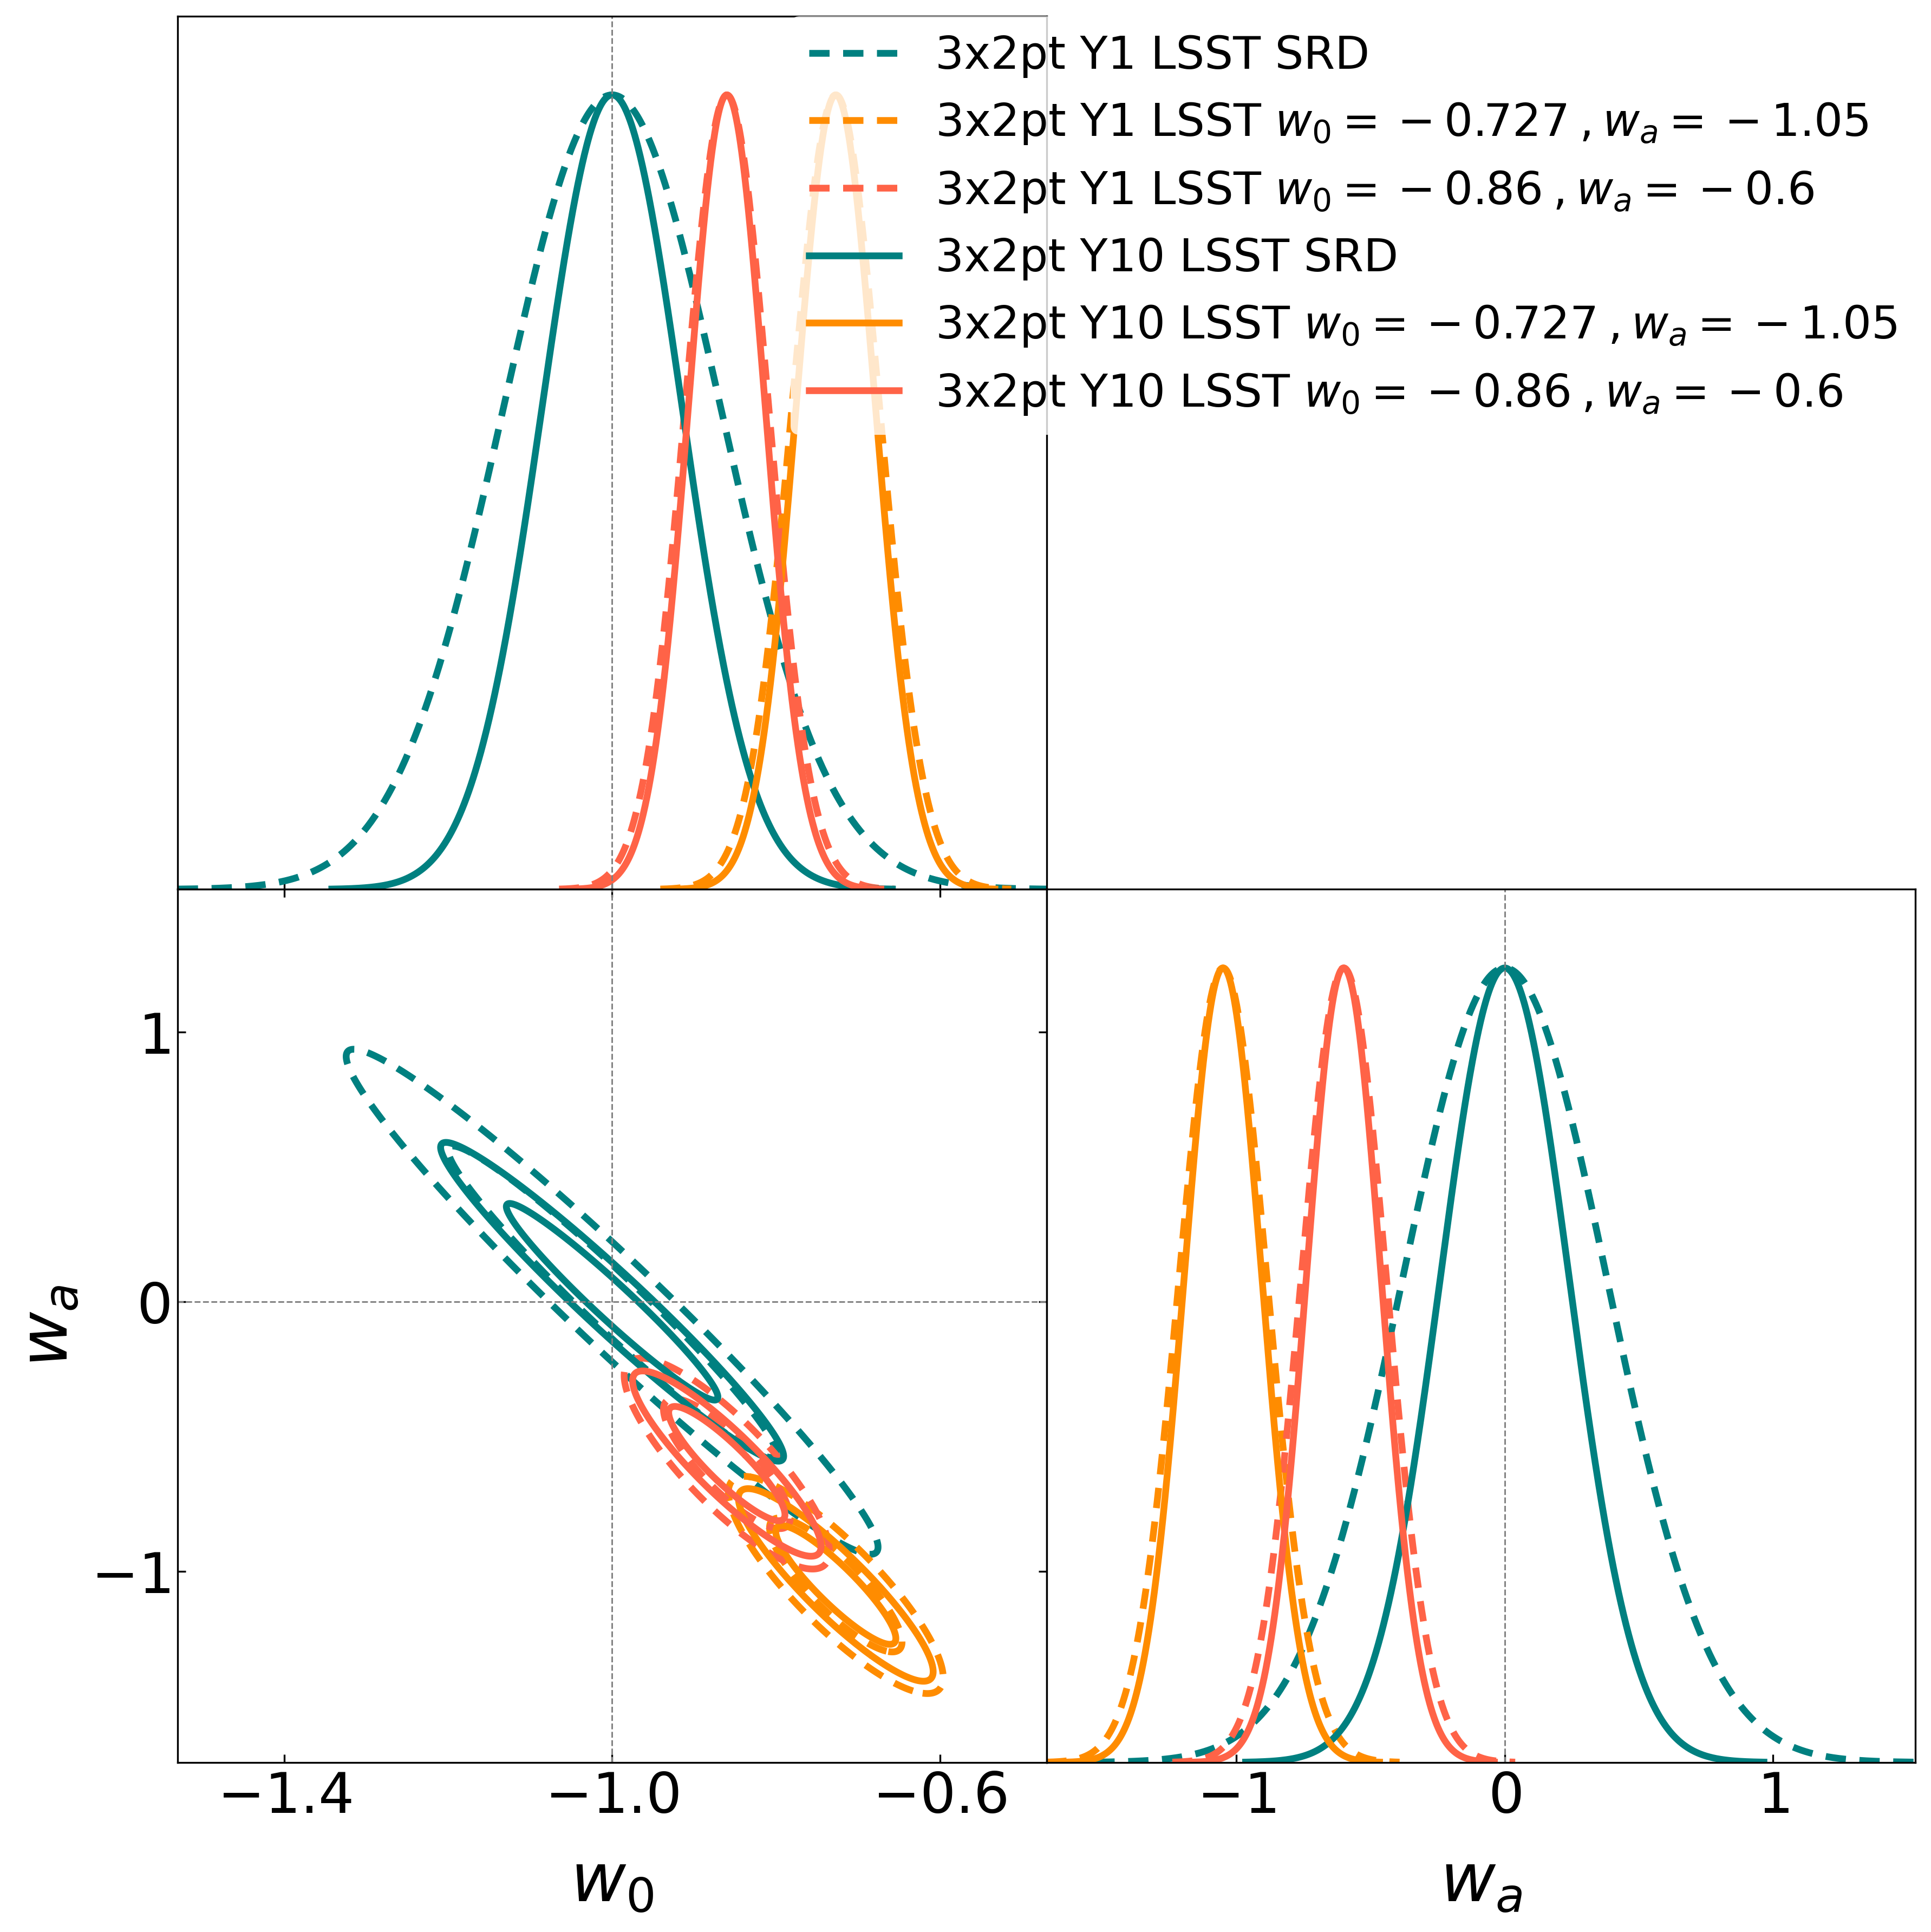 3x2pt Y1 LSST SRD
3x2pt Y1 LSST w₀ = −0.727 , wₐ = −1.05
3x2pt Y1 LSST w₀ = −0.86 , wₐ = −0.6
3x2pt Y10 LSST SRD
3x2pt Y10 LSST w₀ = −0.727 , wₐ = −1.05
3x2pt Y10 LSST w₀ = −0.86 , wₐ = −0.6
1
0
−1
wₐ
−1.4 −1.0 −0.6 −1 0 1
w₀ wₐ